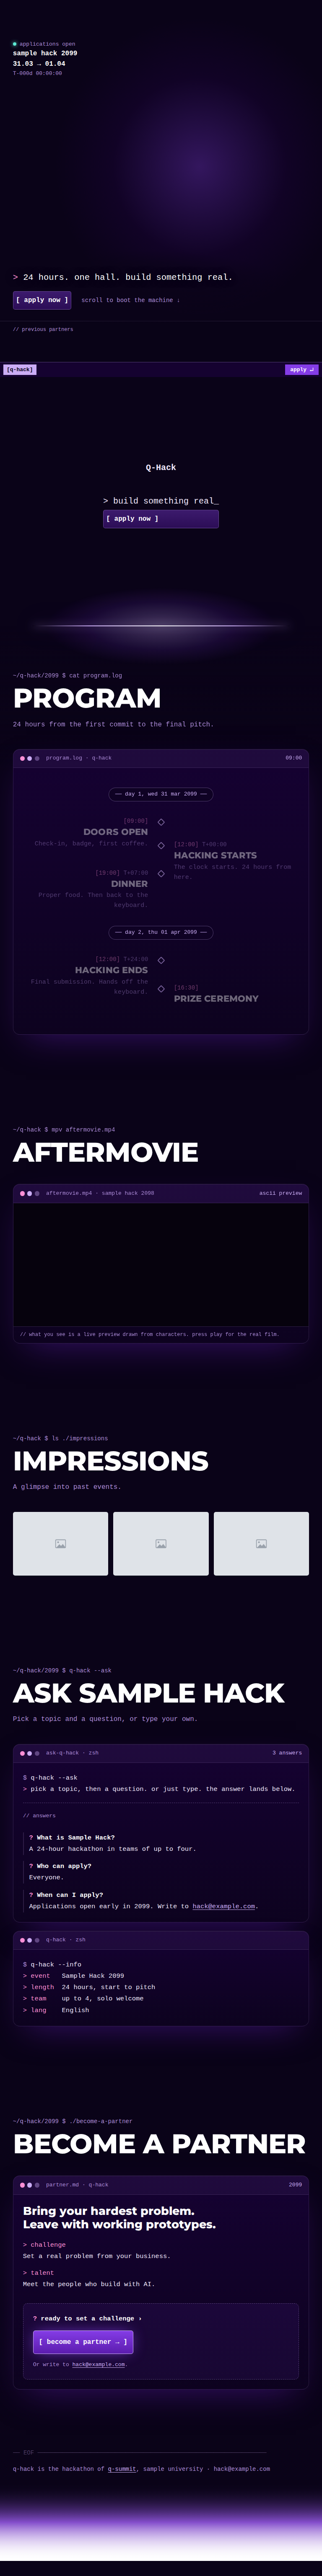 applications open
sample hack 2099
31.03 → 01.04
T-000d 00:00:00
> 24 hours. one hall. build something real.
[ apply now ]
scroll to boot the machine ↓
// previous partners
[q-hack]
apply ↵
Q-Hack
> build something real_
[ apply now ]
~/q-hack/2099 $ cat program.log
PROGRAM
24 hours from the first commit to the final pitch.
program.log · q-hack
09:00
── day 1, wed 31 mar 2099 ──
[09:00]
DOORS OPEN
Check-in, badge, first coffee.
[12:00] T+00:00
HACKING STARTS
The clock starts. 24 hours from
here.
[19:00] T+07:00
DINNER
Proper food. Then back to the
keyboard.
── day 2, thu 01 apr 2099 ──
[12:00] T+24:00
HACKING ENDS
Final submission. Hands off the
keyboard.
[16:30]
PRIZE CEREMONY
~/q-hack $ mpv aftermovie.mp4
AFTERMOVIE
aftermovie.mp4 · sample hack 2098
ascii preview
// what you see is a live preview drawn from characters. press play for the real film.
~/q-hack $ ls ./impressions
IMPRESSIONS
A glimpse into past events.
~/q-hack/2099 $ q-hack --ask
ASK SAMPLE HACK
Pick a topic and a question, or type your own.
ask-q-hack · zsh
3 answers
$ q-hack --ask
> pick a topic, then a question. or just type. the answer lands below.
// answers
? What is Sample Hack?
A 24-hour hackathon in teams of up to four.
? Who can apply?
Everyone.
? When can I apply?
Applications open early in 2099. Write to hack@example.com.
q-hack · zsh
$ q-hack --info
> event Sample Hack 2099
> length 24 hours, start to pitch
> team up to 4, solo welcome
> lang English
~/q-hack/2099 $ ./become-a-partner
BECOME A PARTNER
partner.md · q-hack
2099
Bring your hardest problem.
Leave with working prototypes.
> challenge
Set a real problem from your business.
> talent
Meet the people who build with AI.
? ready to set a challenge ›
[ become a partner → ]
Or write to hack@example.com.
── EOF
q-hack is the hackathon of q-summit, sample university · hack@example.com